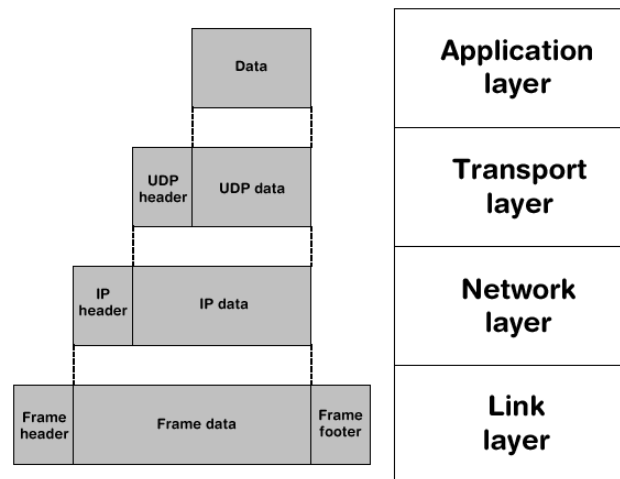 Data
Application
layer
UDP
header
UDP data
Transport
layer
IP
header
IP data
Network
layer
Frame
header
Frame data
Frame
footer
Link
layer